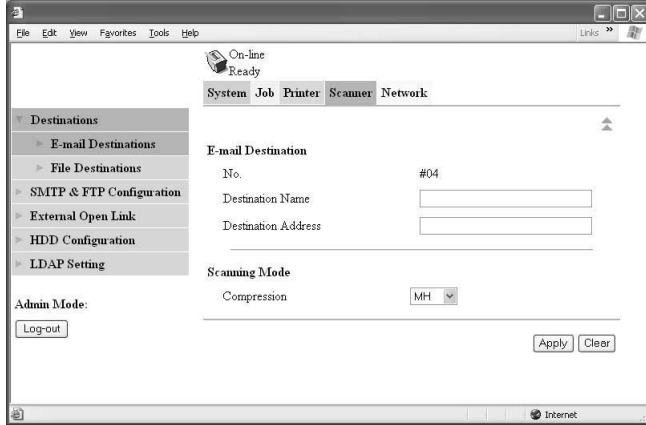 File Edit View Favorites Tools Help Links »
On-line
Ready
System Job Printer Scanner Network
Destinations
E-mail Destinations
File Destinations
SMTP & FTP Configuration
External Open Link
HDD Configuration
LDAP Setting
Admin Mode:
Log-out
E-mail Destination
No. #04
Destination Name
Destination Address
Scanning Mode
Compression MH
Apply Clear
Internet